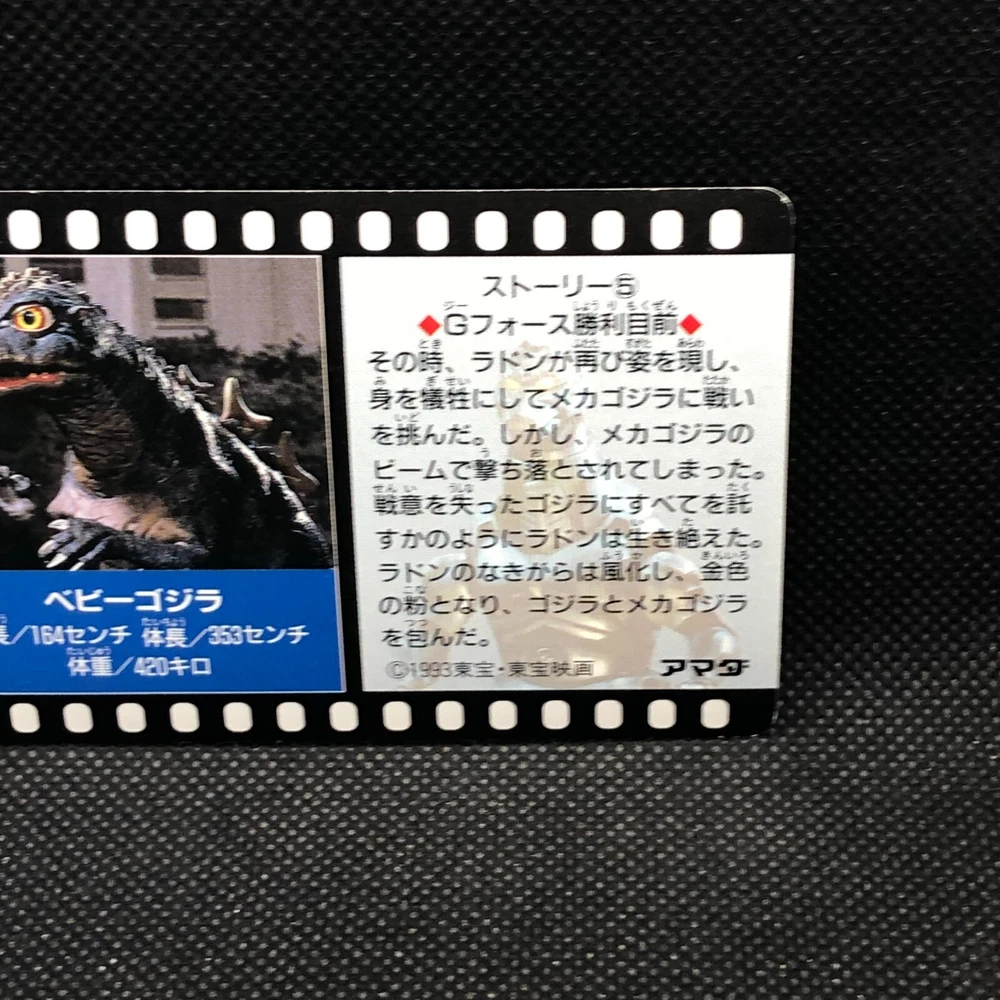 ベビーゴジラ
長／164センチ 体長／353センチ
体重／420キロ
ストーリー⑤
◆Gフォース勝利目前◆
その時、ラドンが再び姿を現し、
身を犠牲にしてメカゴジラに戦い
を挑んだ。しかし、メカゴジラの
ビームで撃ち落とされてしまった。
戦意を失ったゴジラにすべてを託
すかのようにラドンは生き絶えた。
ラドンのなきがらは風化し、金色
の粉となり、ゴジラとメカゴジラ
を包んだ。
©1993東宝・東宝映画 アマダ